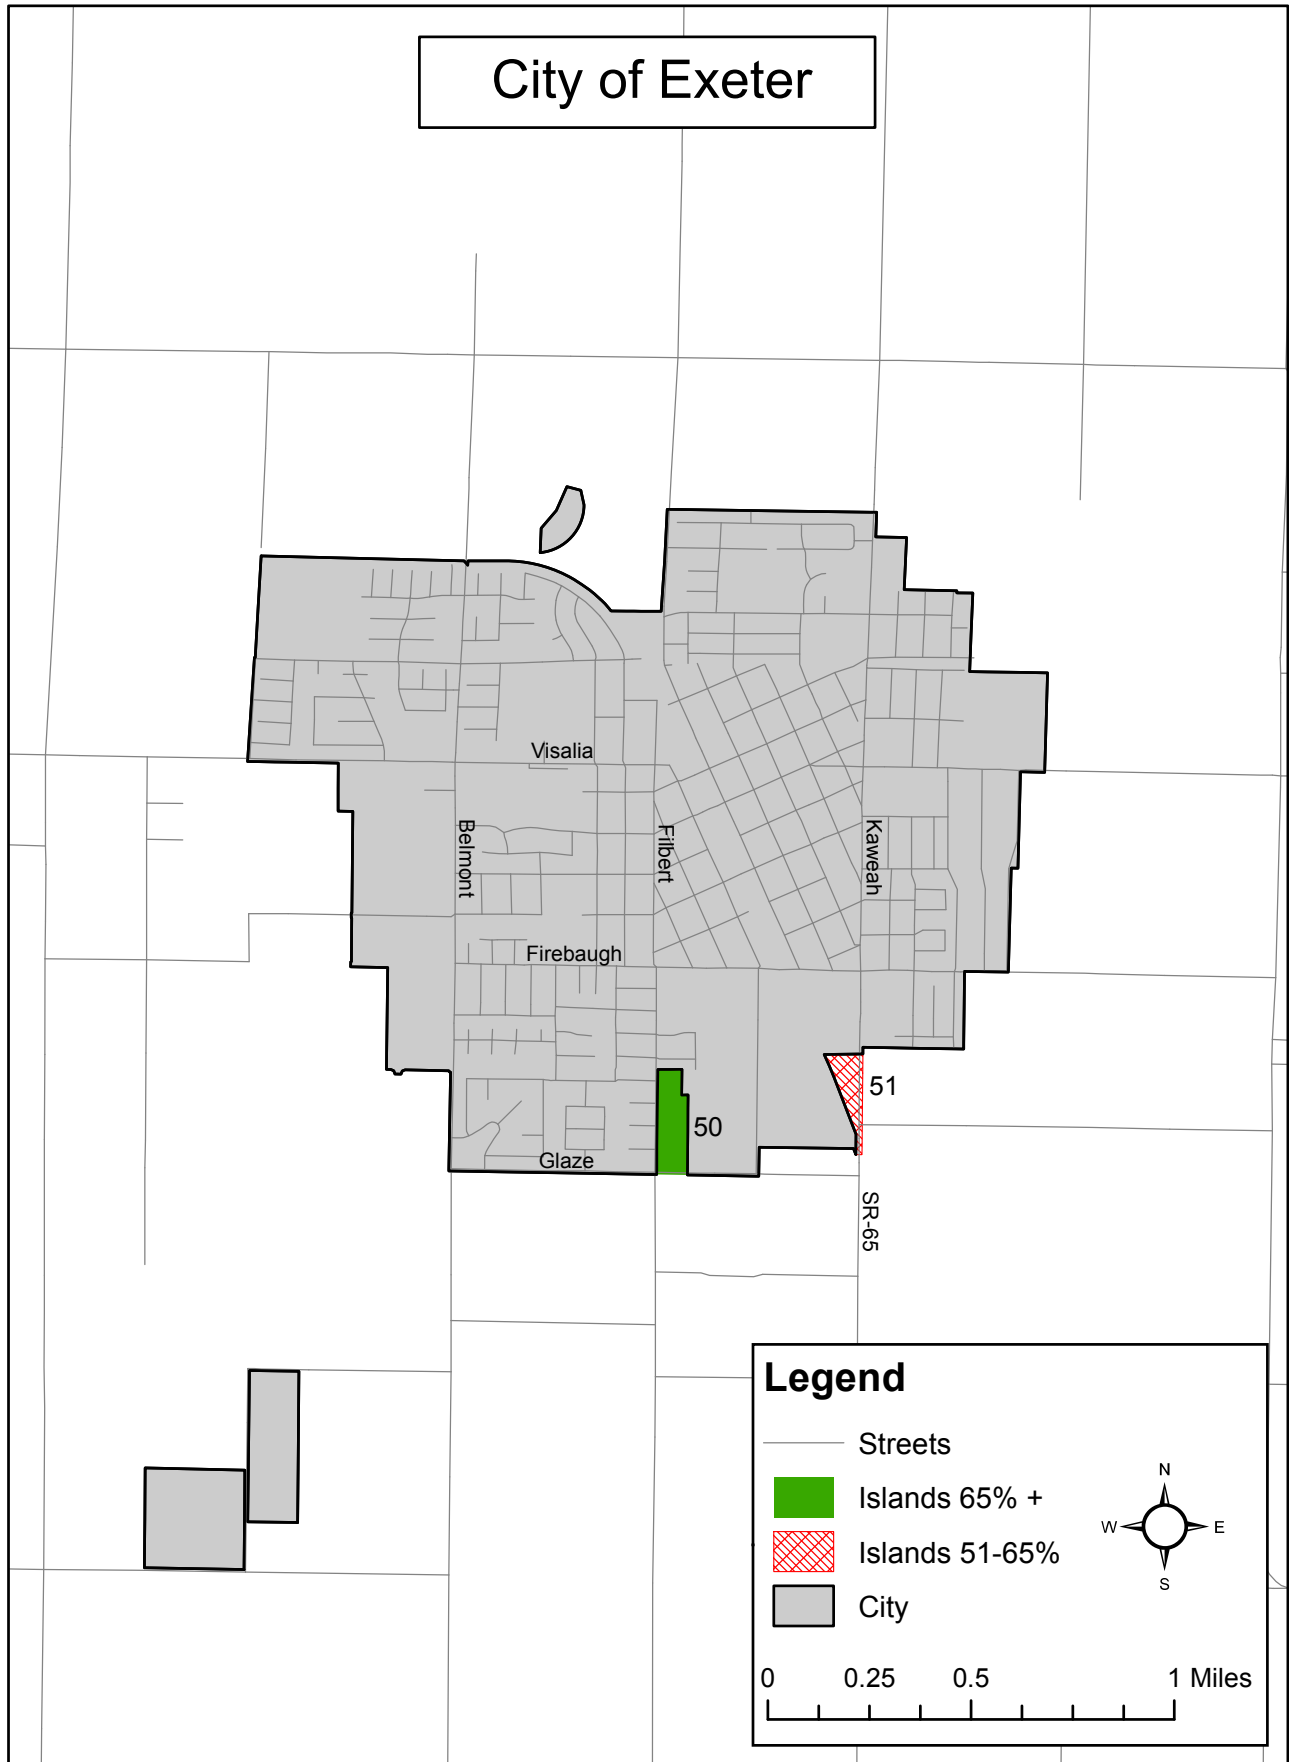 City of Exeter
Visalia
Belmont
Filbert
Kaweah
Firebaugh
51
50
Glaze
SR-65
Legend
Streets
Islands 65% +
Islands 51-65%
City
N
W
E
S
0 0.25 0.5 1 Miles